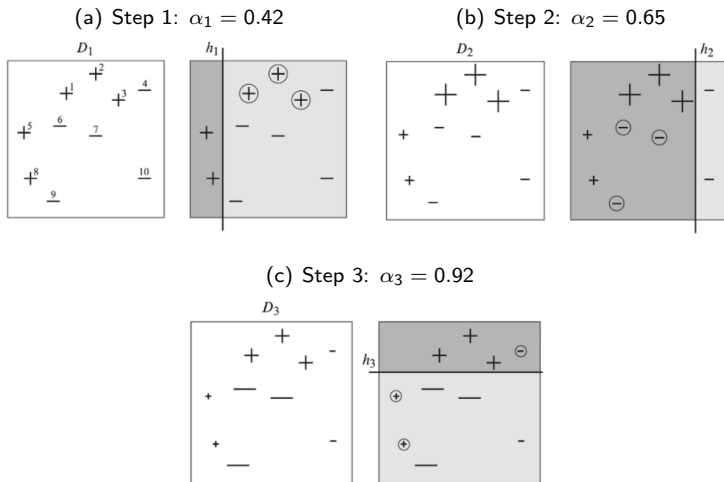 (a) Step 1: α₁ = 0.42
(b) Step 2: α₂ = 0.65
D₁
h₁
D₂
h₂
2
1
3
4
5
6
7
8
9
10
(c) Step 3: α₃ = 0.92
D₃
h₃